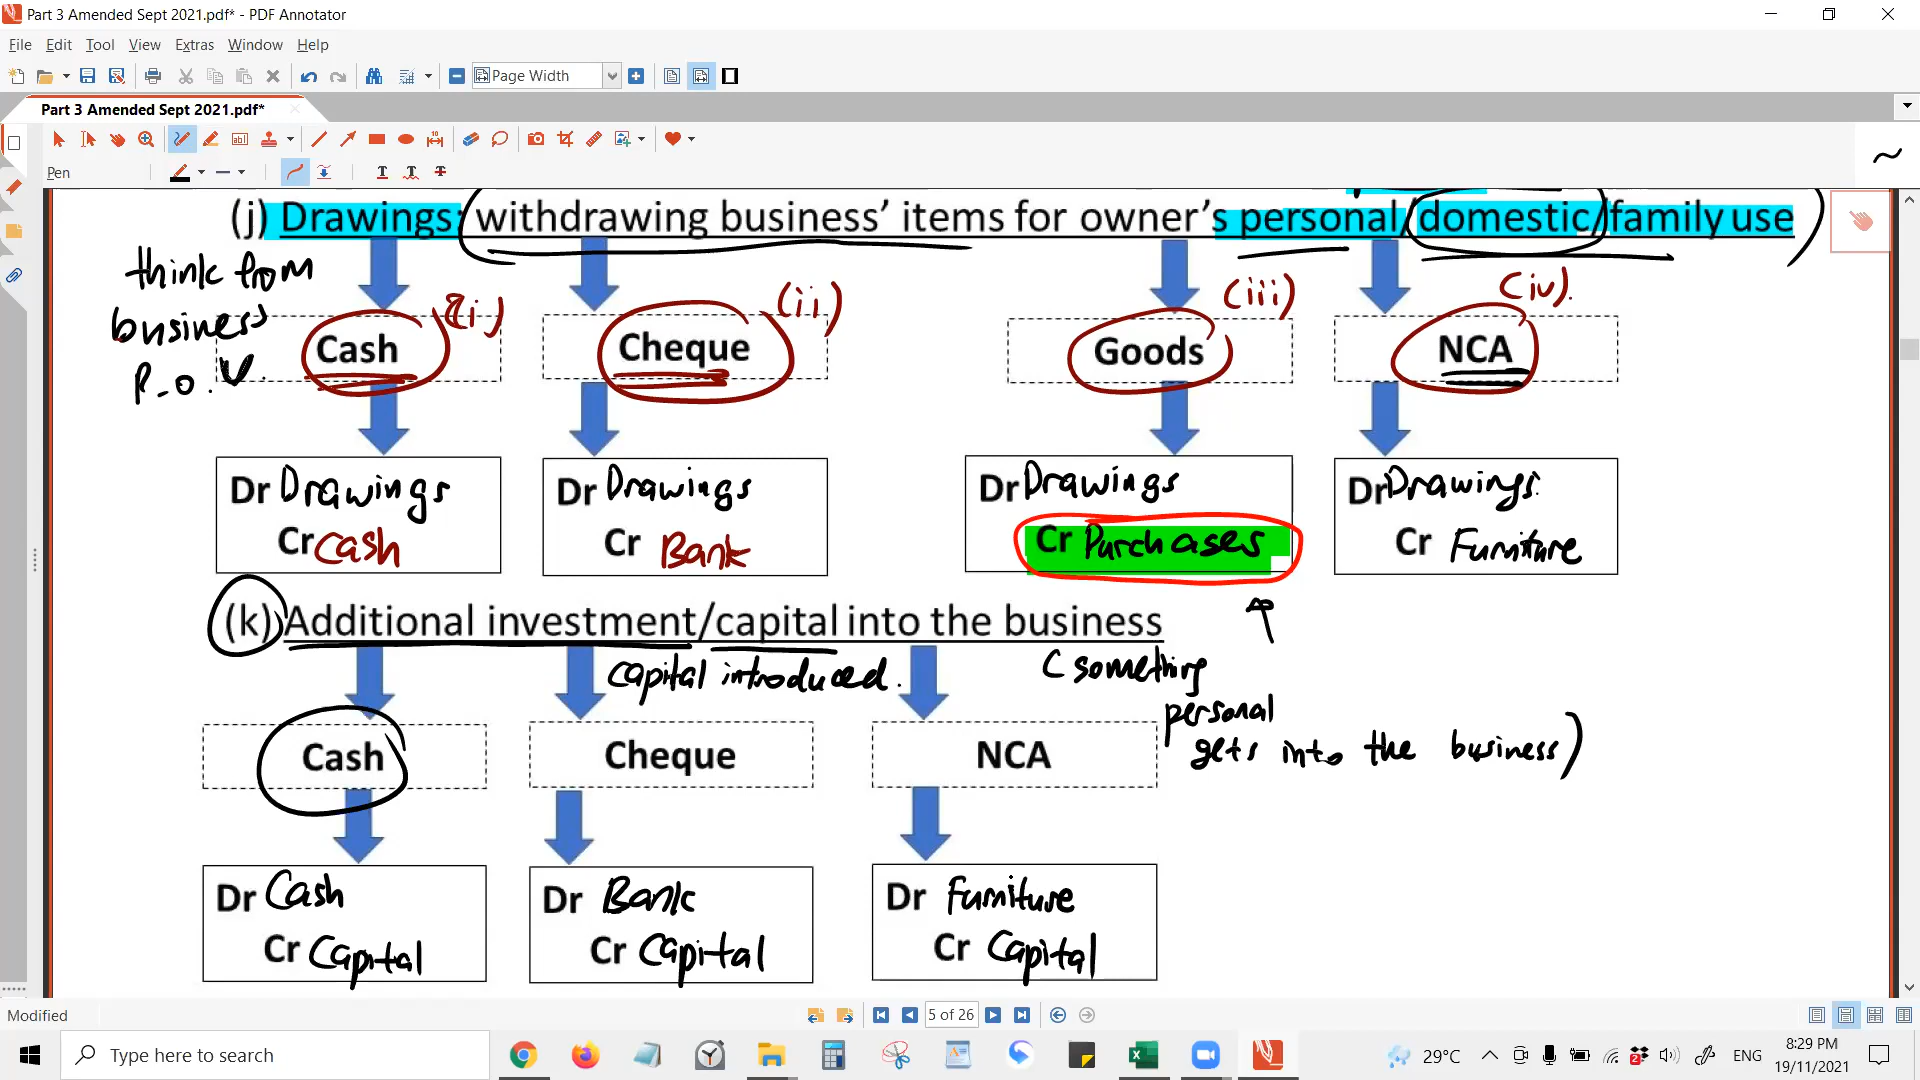 Part 3 Amended Sept 2021.pdf* - PDF Annotator
File Edit Tool View Extras Window Help
Page Width
Part 3 Amended Sept 2021.pdf*
Pen
(j) Drawings: withdrawing business’ items for owner’s personal/domestic/family use
think from
business
P.O.V.
Cash (i)
Cheque (ii)
Goods (iii)
NCA (iv).
Dr Drawings
Cr Cash
Dr Drawings
Cr Bank
Dr Drawings
Cr Purchases
Dr Drawings
Cr Furniture
(k) Additional investment/capital into the business
capital introduced.
(something
personal
gets into the business)
Cash
Cheque
NCA
Dr Cash
Cr Capital
Dr Bank
Cr Capital
Dr Furniture
Cr Capital
Modified
5 of 26
Type here to search
29°C
ENG
8:29 PM
19/11/2021